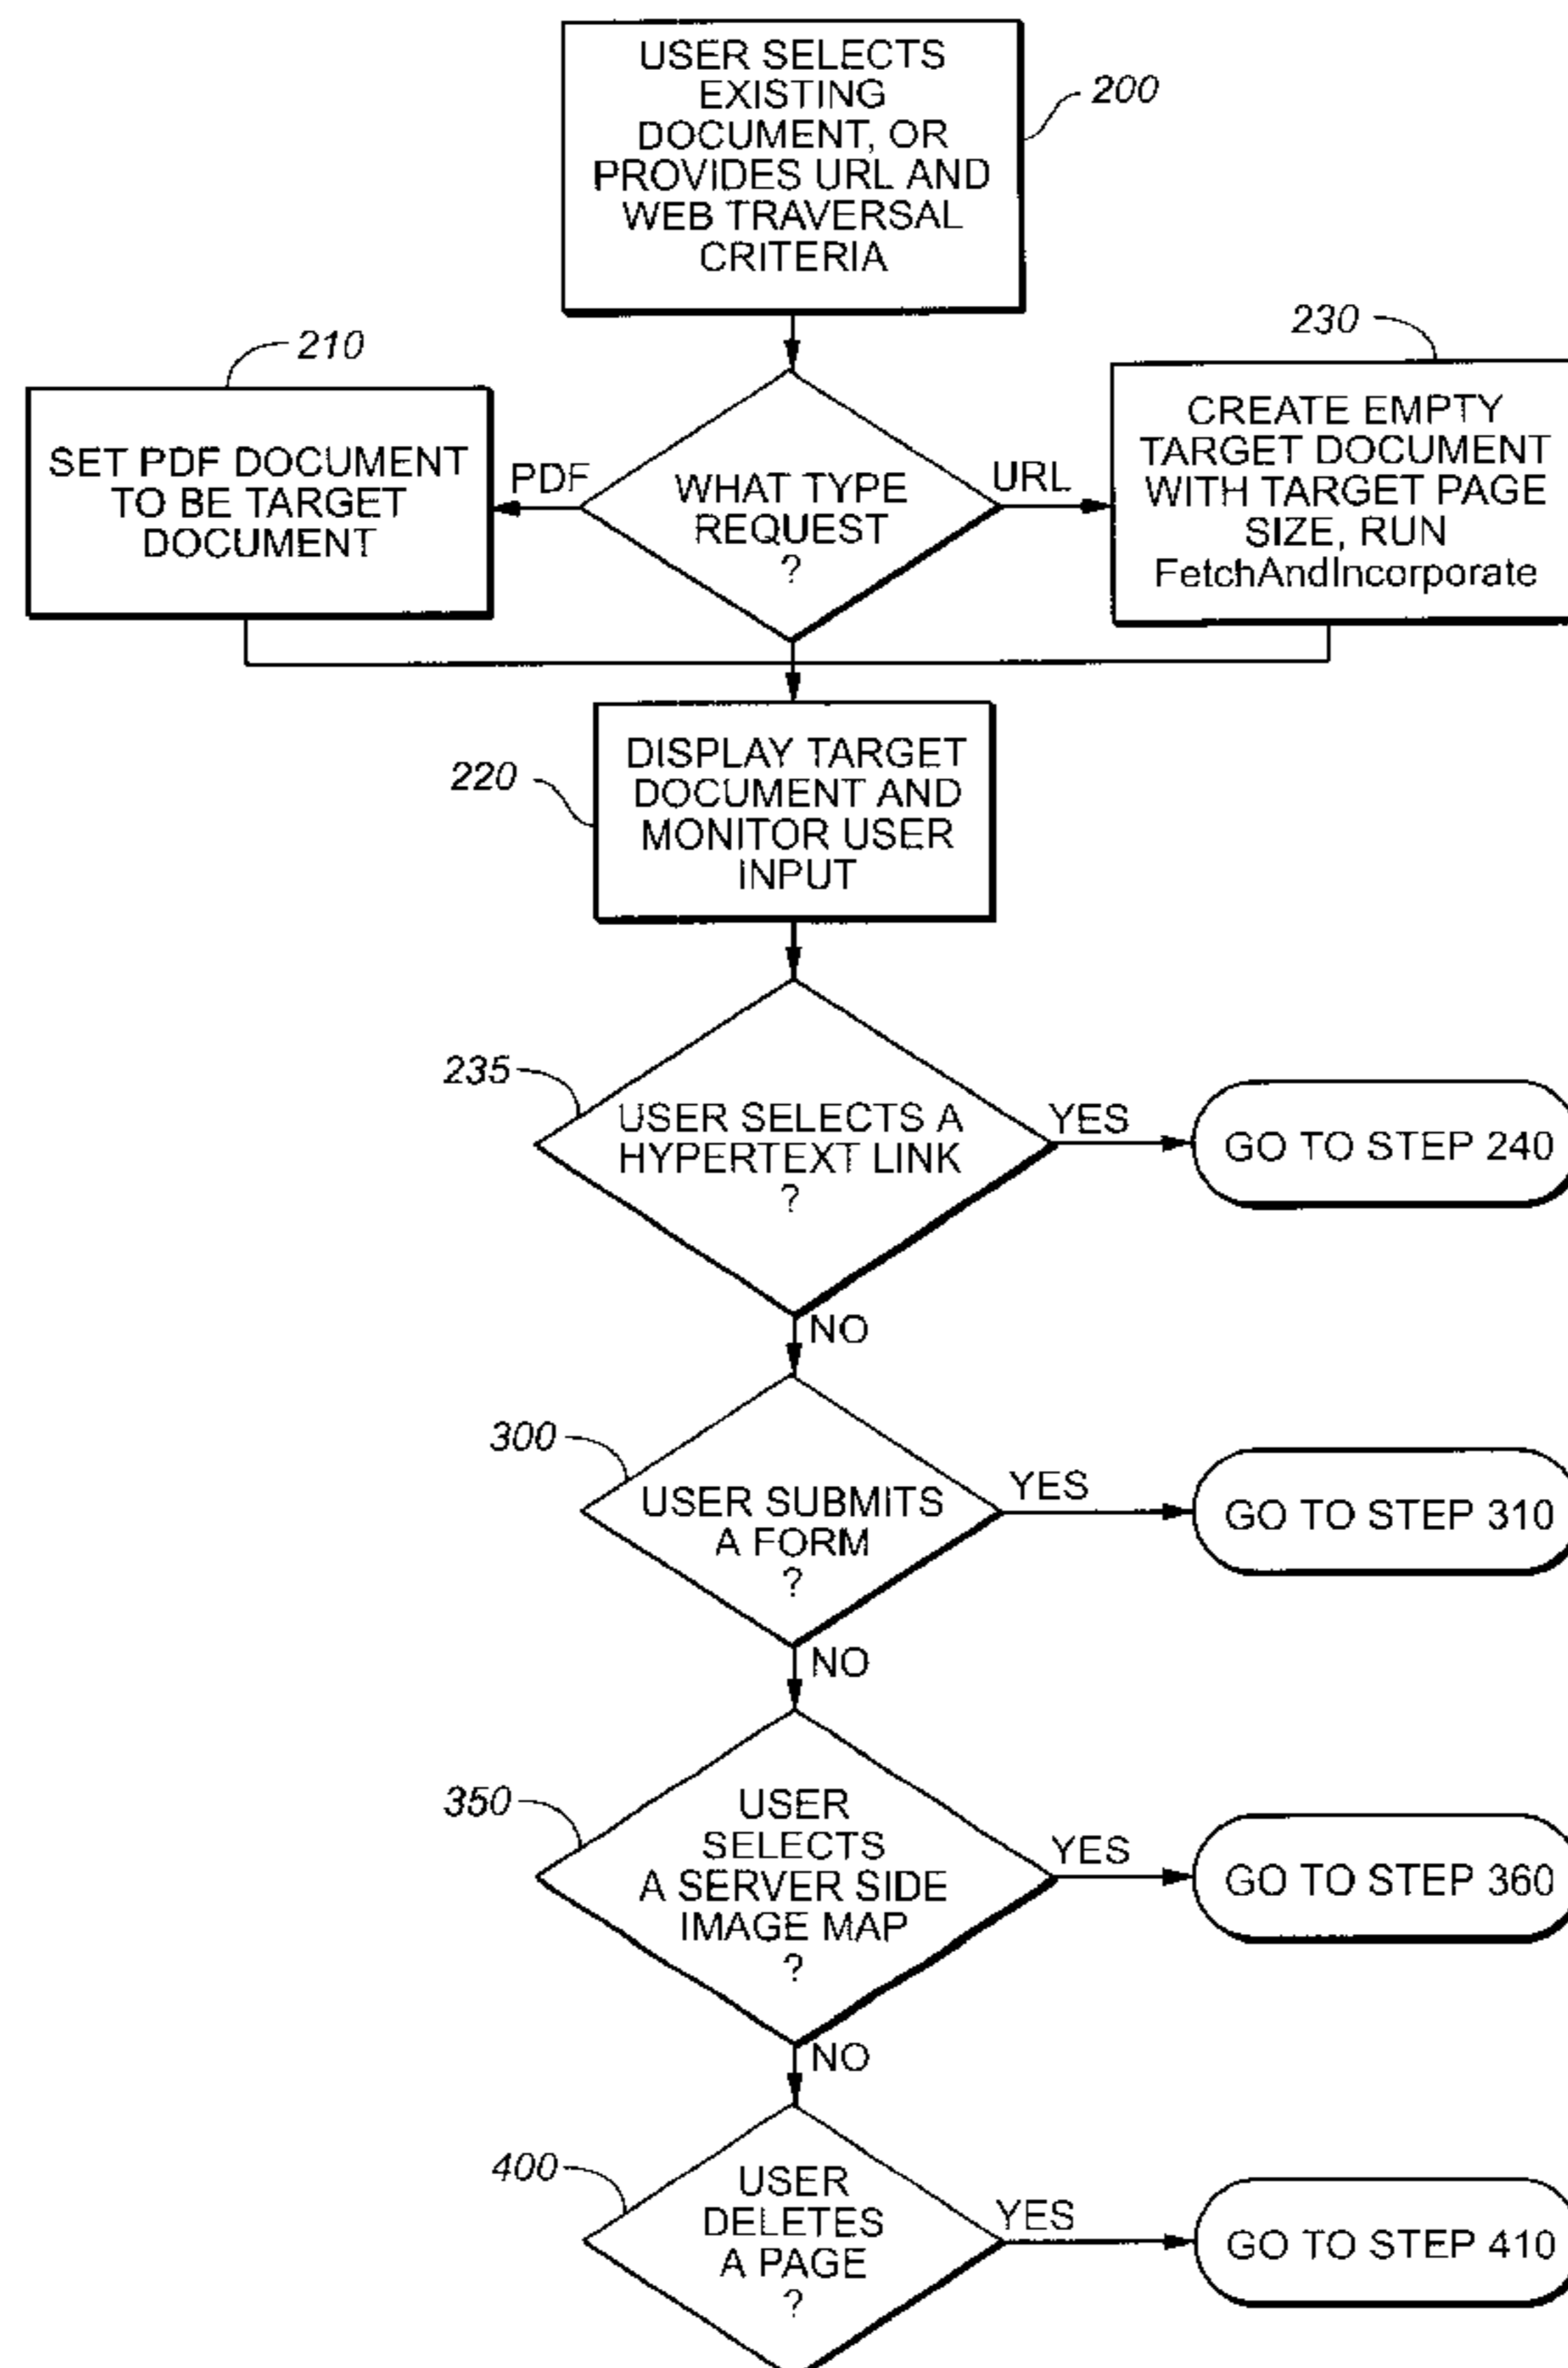 USER SELECTS
EXISTING
DOCUMENT, OR
PROVIDES URL AND
WEB TRAVERSAL
CRITERIA
200
210
230
SET PDF DOCUMENT
TO BE TARGET
DOCUMENT
PDF
WHAT TYPE
REQUEST
?
URL
CREATE EMPTY
TARGET DOCUMENT
WITH TARGET PAGE
SIZE, RUN
FetchAndIncorporate
220
DISPLAY TARGET
DOCUMENT AND
MONITOR USER
INPUT
235
USER SELECTS A
HYPERTEXT LINK
?
YES
GO TO STEP 240
NO
300
USER SUBMITS
A FORM
?
YES
GO TO STEP 310
NO
350
USER
SELECTS
A SERVER SIDE
IMAGE MAP
?
YES
GO TO STEP 360
NO
400
USER
DELETES
A PAGE
?
YES
GO TO STEP 410